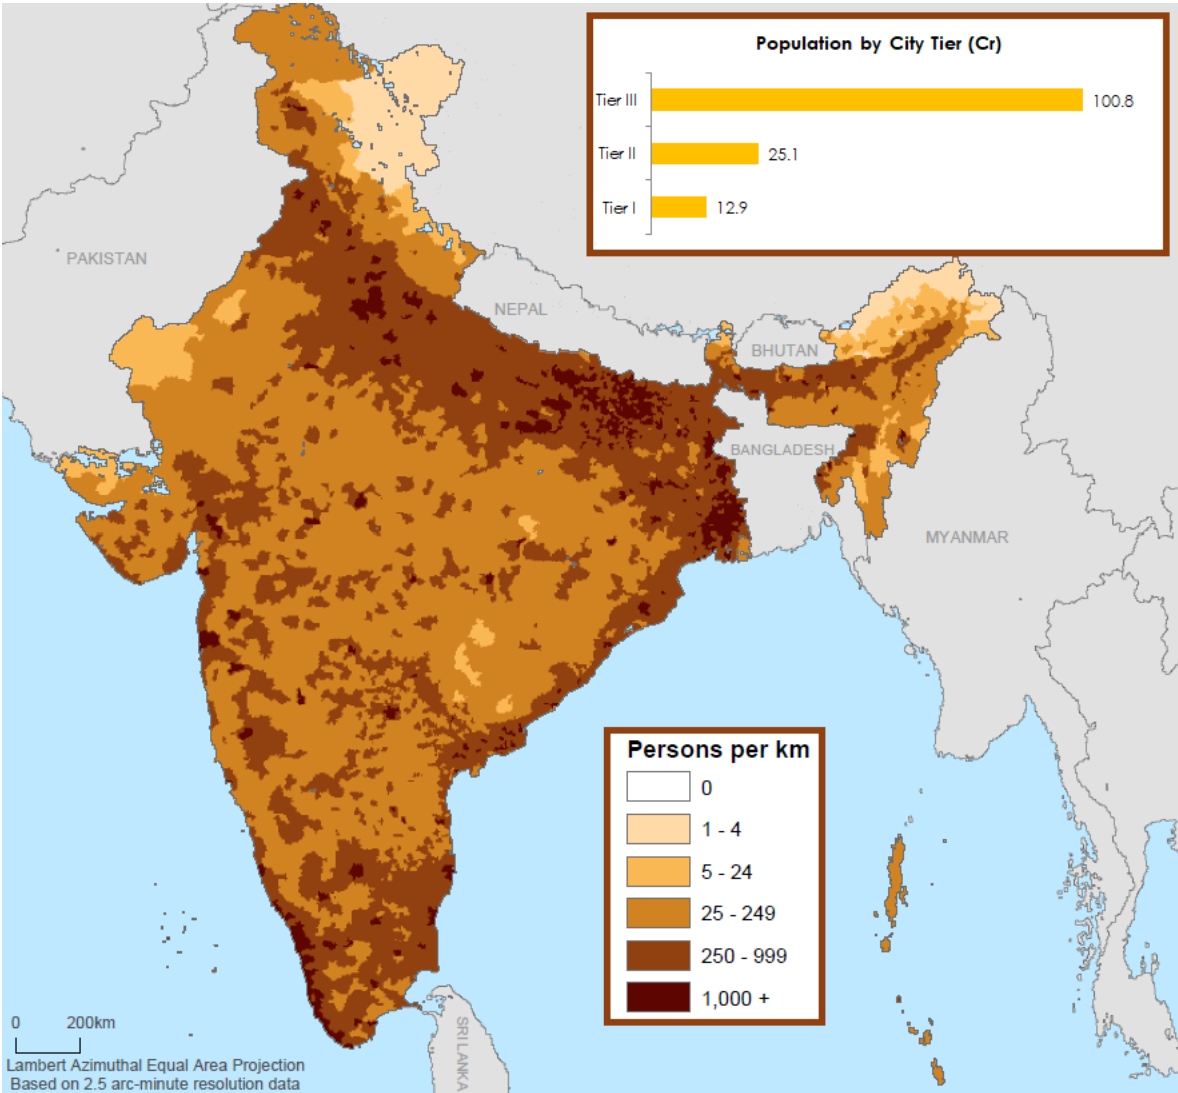 Population by City Tier (Cr)
Tier III
100.8
Tier II
25.1
Tier I
12.9
PAKISTAN
NEPAL
BHUTAN
BANGLADESH
MYANMAR
Persons per km
0
1 - 4
5 - 24
25 - 249
250 - 999
1,000 +
SRI LANKA
0 200km
Lambert Azimuthal Equal Area Projection
Based on 2.5 arc-minute resolution data